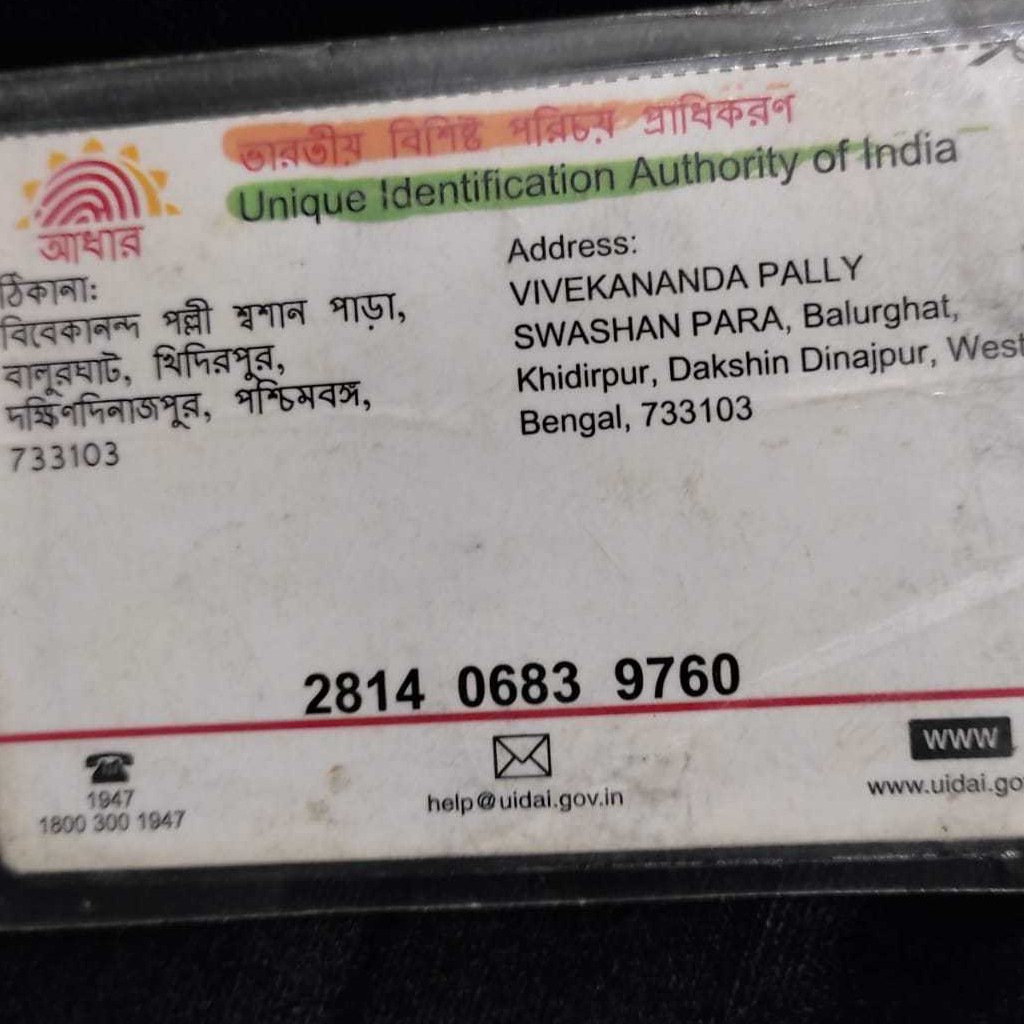 ভারতীয় বিশিষ্ট পরিচয় প্রাধিকরণ
Unique Identification Authority of India
আধার
ঠিকানা:
বিবেকানন্দ পল্লী শ্বশান পাড়া,
বালুরঘাট, খিদিরপুর,
দক্ষিণদিনাজপুর, পশ্চিমবঙ্গ,
733103
Address:
VIVEKANANDA PALLY
SWASHAN PARA, Balurghat,
Khidirpur, Dakshin Dinajpur, West
Bengal, 733103
2814 0683 9760
1947
1800 300 1947
help@uidai.gov.in
www
www.uidai.go